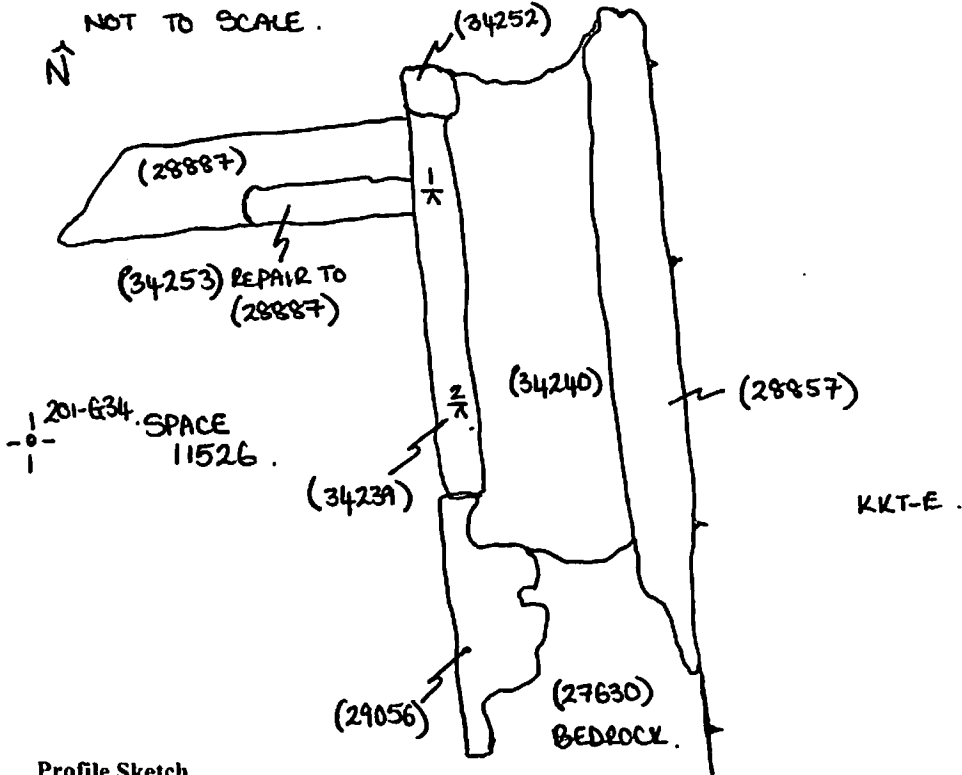 NOT TO SCALE.
N
(34252)
(28887)
1
(34253) REPAIR TO
(28887)
2
(34240)
(28857)
201-G34.
SPACE
11526.
(34239)
KKT-E.
(29056)
(27630)
BEDROCK.
Profile Sketch